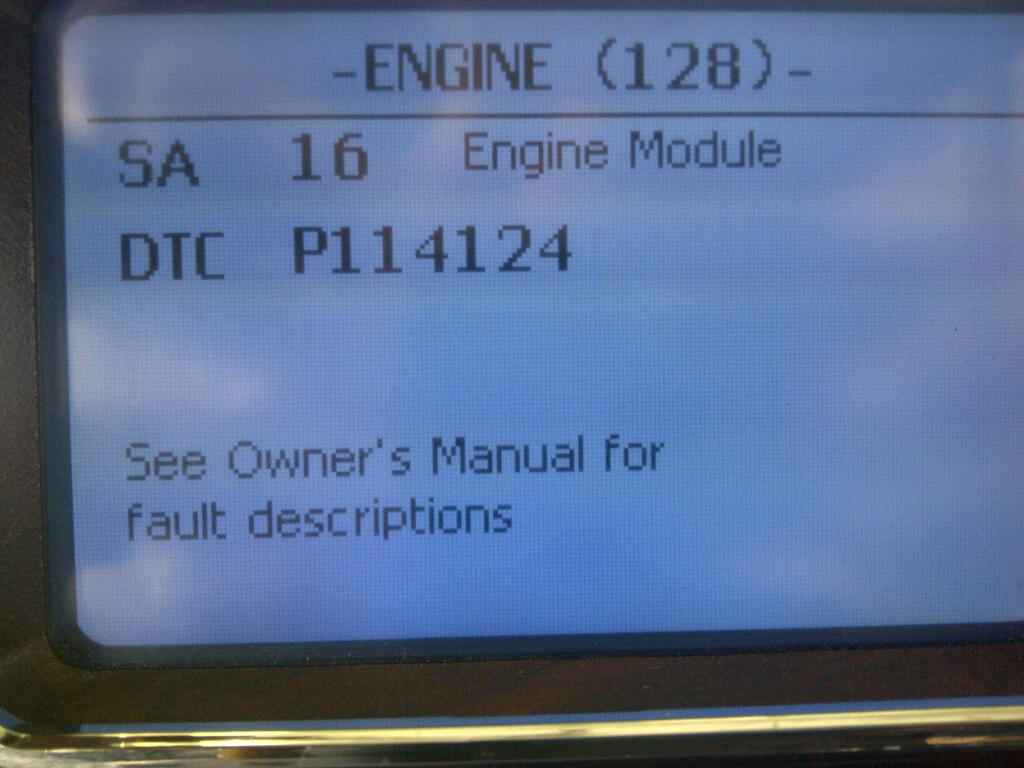 -ENGINE (128)-
SA 16 Engine Module
DTC P114124
See Owner's Manual for
fault descriptions